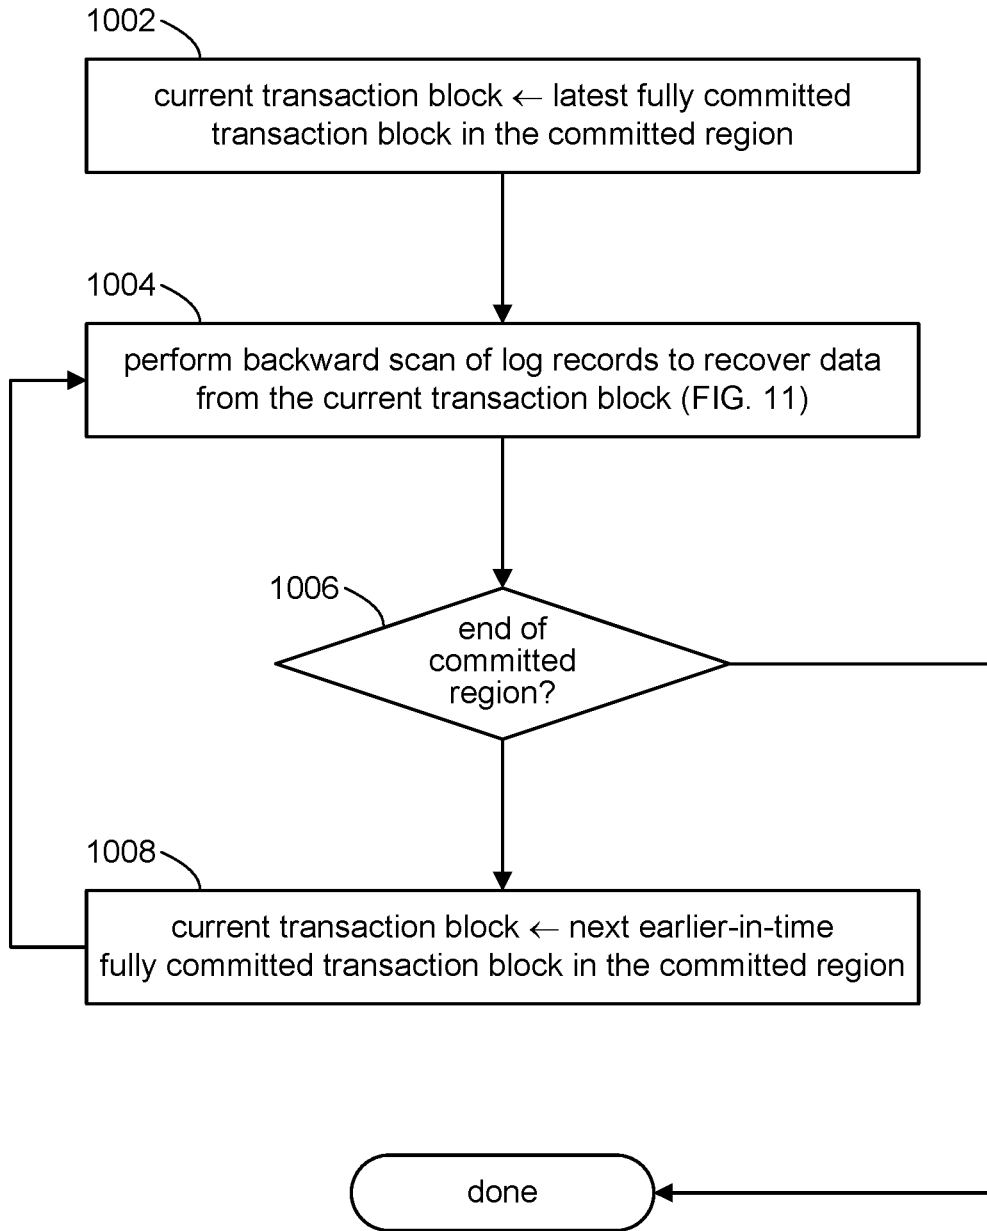 1002
current transaction block ← latest fully committed
transaction block in the committed region
1004
perform backward scan of log records to recover data
from the current transaction block (FIG. 11)
1006
end of
committed
region?
1008
current transaction block ← next earlier-in-time
fully committed transaction block in the committed region
done